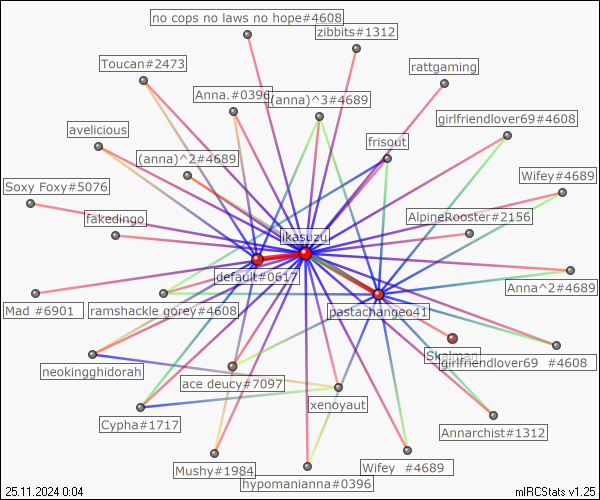 no cops no laws no hope#4608
zibbits#1312
Toucan#2473
rattgaming
Anna.#0396
(anna)^3#4689
girlfriendlover69#4608
avelicious
frisout
(anna)^2#4689
Wifey#4689
Soxy Foxy#5076
fakedingo
AlpineRooster#2156
ikasuzu
default#0617
Anna^2#4689
Mad #6901
ramshackle.gorey#4608
pastachangeo41
Skalman
girlfriendlover69 #4608
neokingghidorah
ace deucy#7097
xenoyaut
Cypha#1717
Annarchist#1312
Mushy#1984
Wifey #4689
hypomanianna#0396
25.11.2024 0:04
mIRCStats v1.25